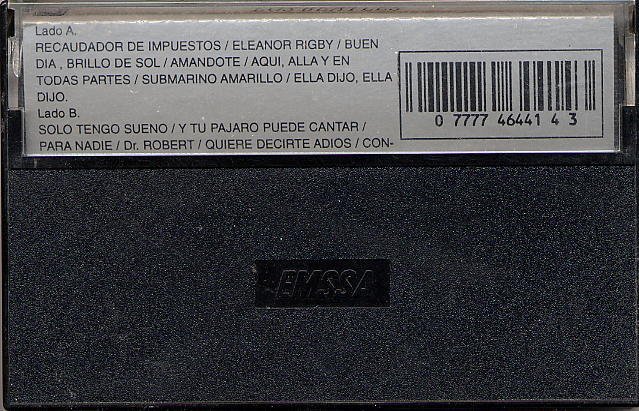 Lado A.
RECAUDADOR DE IMPUESTOS / ELEANOR RIGBY / BUEN
DIA , BRILLO DE SOL / AMANDOTE / AQUI, ALLA Y EN
TODAS PARTES / SUBMARINO AMARILLO / ELLA DIJO, ELLA
DIJO.
Lado B.
SOLO TENGO SUENO / Y TU PAJARO PUEDE CANTAR /
PARA NADIE / Dr. ROBERT / QUIERE DECIRTE ADIOS / CON-
0 7777 46441 4 3
EMSSA